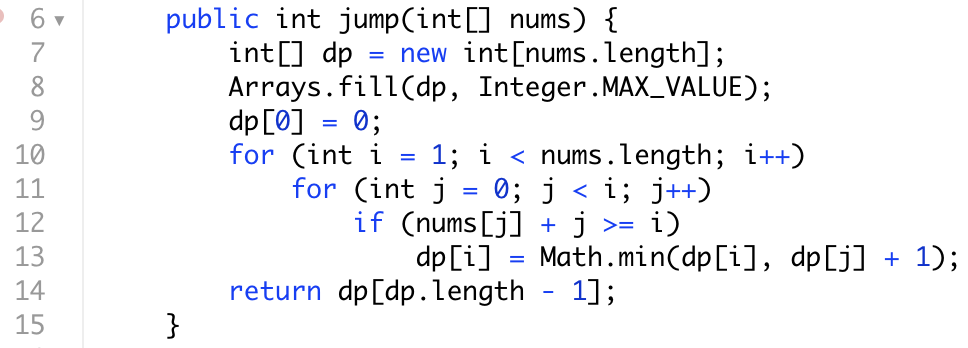 6 public int jump(int[] nums) {
7 int[] dp = new int[nums.length];
8 Arrays.fill(dp, Integer.MAX_VALUE);
9 dp[0] = 0;
10 for (int i = 1; i < nums.length; i++)
11 for (int j = 0; j < i; j++)
12 if (nums[j] + j >= i)
13 dp[i] = Math.min(dp[i], dp[j] + 1);
14 return dp[dp.length - 1];
15 }